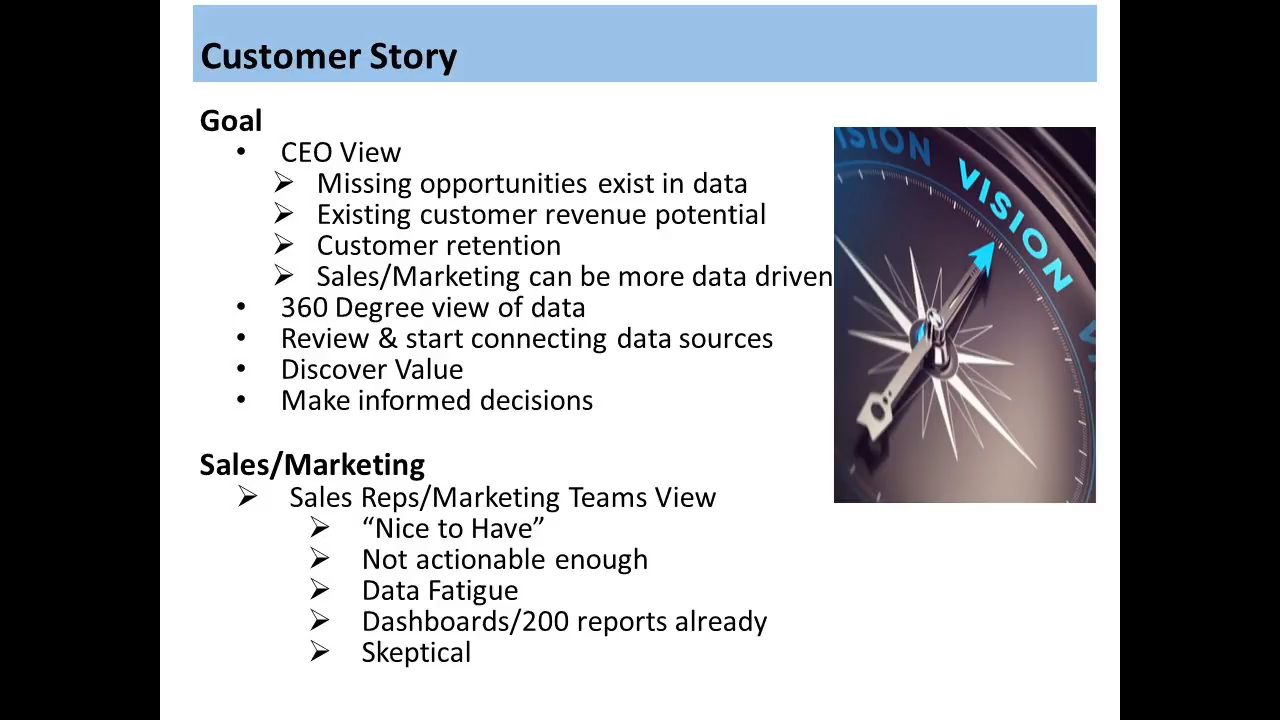 Customer Story
Goal
• CEO View
➢ Missing opportunities exist in data
➢ Existing customer revenue potential
➢ Customer retention
➢ Sales/Marketing can be more data driven
• 360 Degree view of data
• Review & start connecting data sources
• Discover Value
• Make informed decisions
Sales/Marketing
➢ Sales Reps/Marketing Teams View
➢ “Nice to Have”
➢ Not actionable enough
➢ Data Fatigue
➢ Dashboards/200 reports already
➢ Skeptical
VISION
VISION